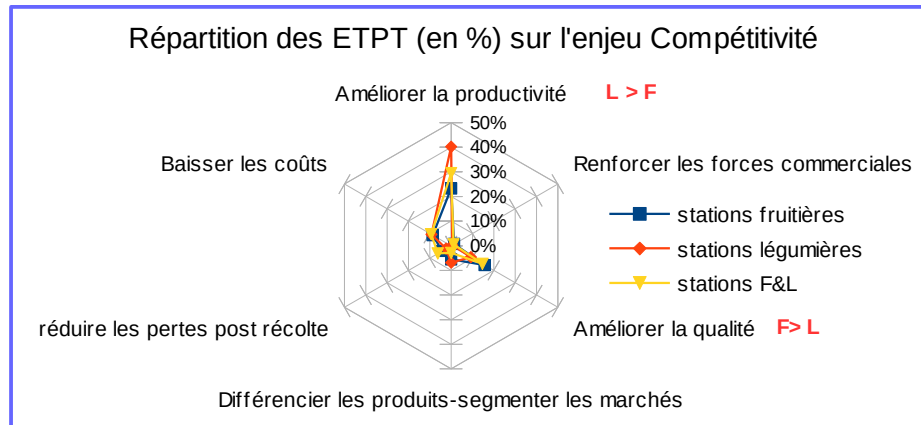 Répartition des ETPT (en %) sur l'enjeu Compétitivité
Améliorer la productivité
L > F
50%
40%
30%
20%
10%
0%
Baisser les coûts
Renforcer les forces commerciales
stations fruitières
stations légumières
stations F&L
réduire les pertes post récolte
Améliorer la qualité
F> L
Différencier les produits-segmenter les marchés